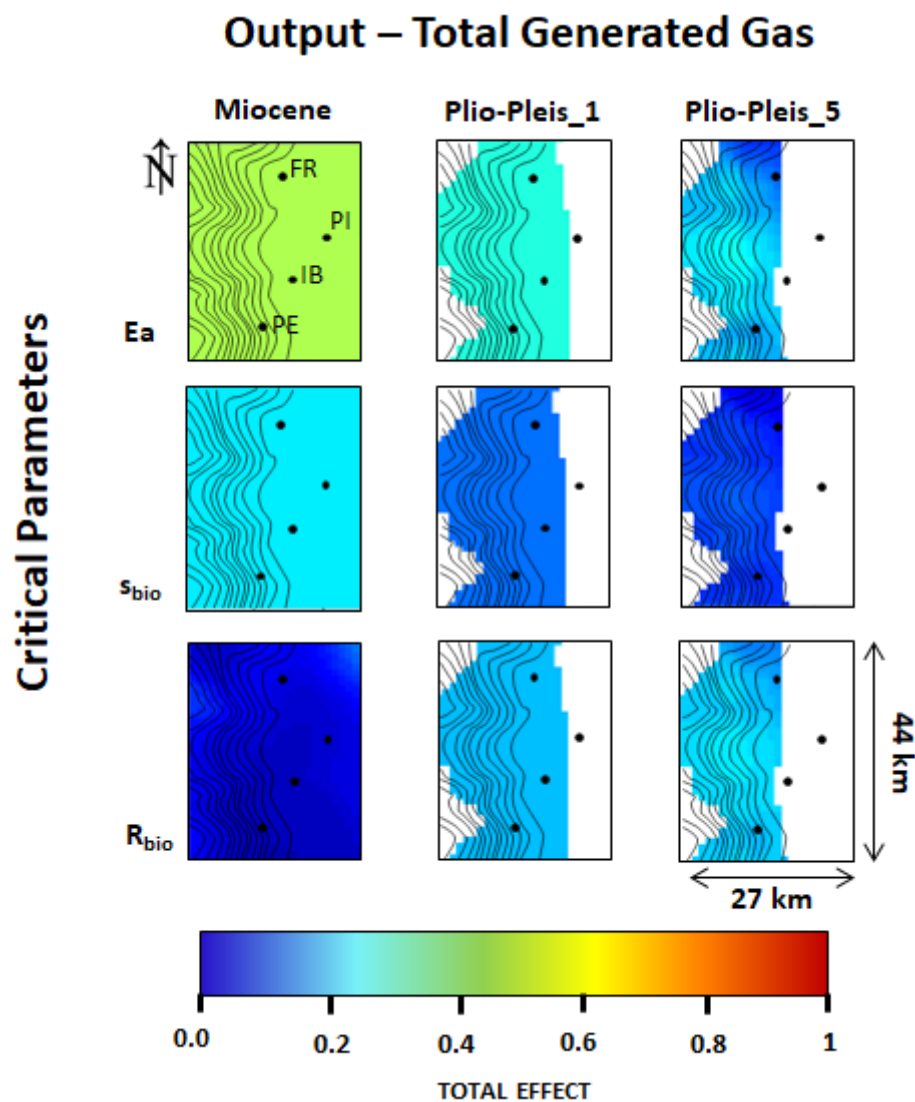 Output – Total Generated Gas
Miocene
Plio-Pleis_1
Plio-Pleis_5
N
FR
PI
IB
PE
Critical Parameters
Ea
sbio
Rbio
44 km
27 km
0.0
0.2
0.4
0.6
0.8
1
TOTAL EFFECT